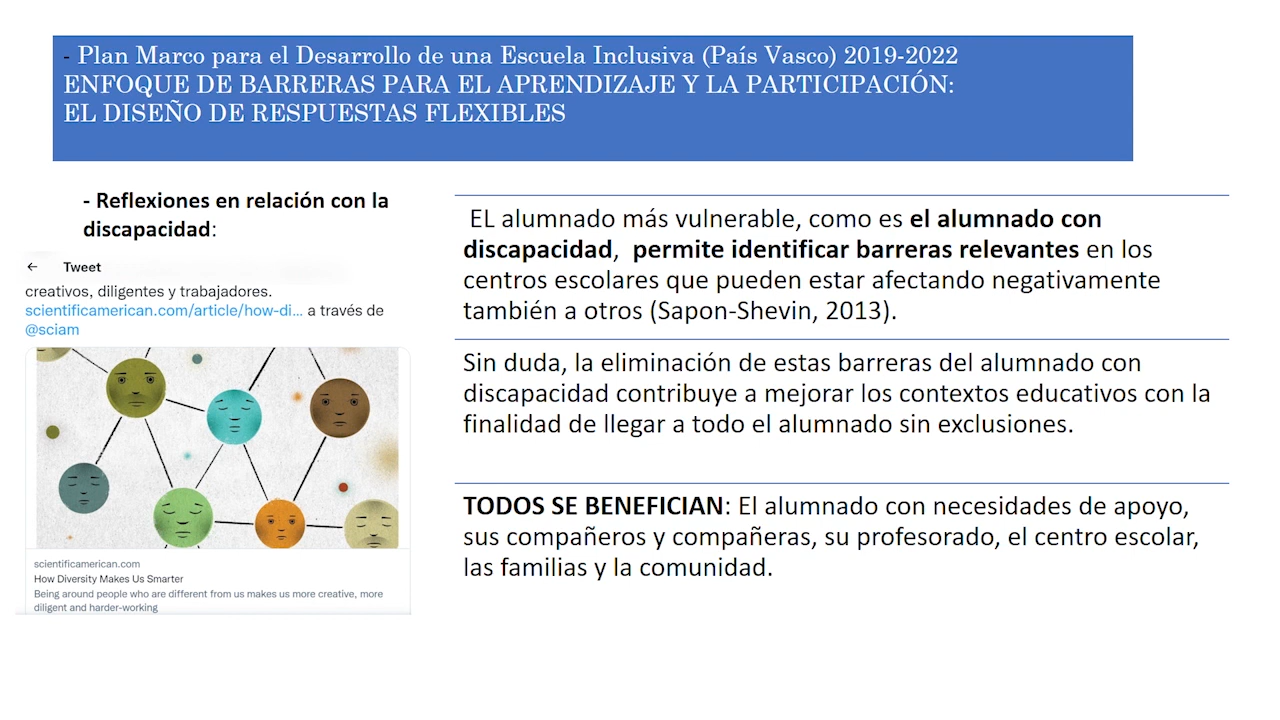 - Plan Marco para el Desarrollo de una Escuela Inclusiva (País Vasco) 2019-2022
ENFOQUE DE BARRERAS PARA EL APRENDIZAJE Y LA PARTICIPACIÓN:
EL DISEÑO DE RESPUESTAS FLEXIBLES
- Reflexiones en relación con la
discapacidad:
← Tweet
creativos, diligentes y trabajadores.
scientificamerican.com/article/how-di... a través de
@sciam
scientificamerican.com
How Diversity Makes Us Smarter
Being around people who are different from us makes us more creative, more
diligent and harder-working
EL alumnado más vulnerable, como es el alumnado con
discapacidad, permite identificar barreras relevantes en los
centros escolares que pueden estar afectando negativamente
también a otros (Sapon-Shevin, 2013).
Sin duda, la eliminación de estas barreras del alumnado con
discapacidad contribuye a mejorar los contextos educativos con la
finalidad de llegar a todo el alumnado sin exclusiones.
TODOS SE BENEFICIAN: El alumnado con necesidades de apoyo,
sus compañeros y compañeras, su profesorado, el centro escolar,
las familias y la comunidad.